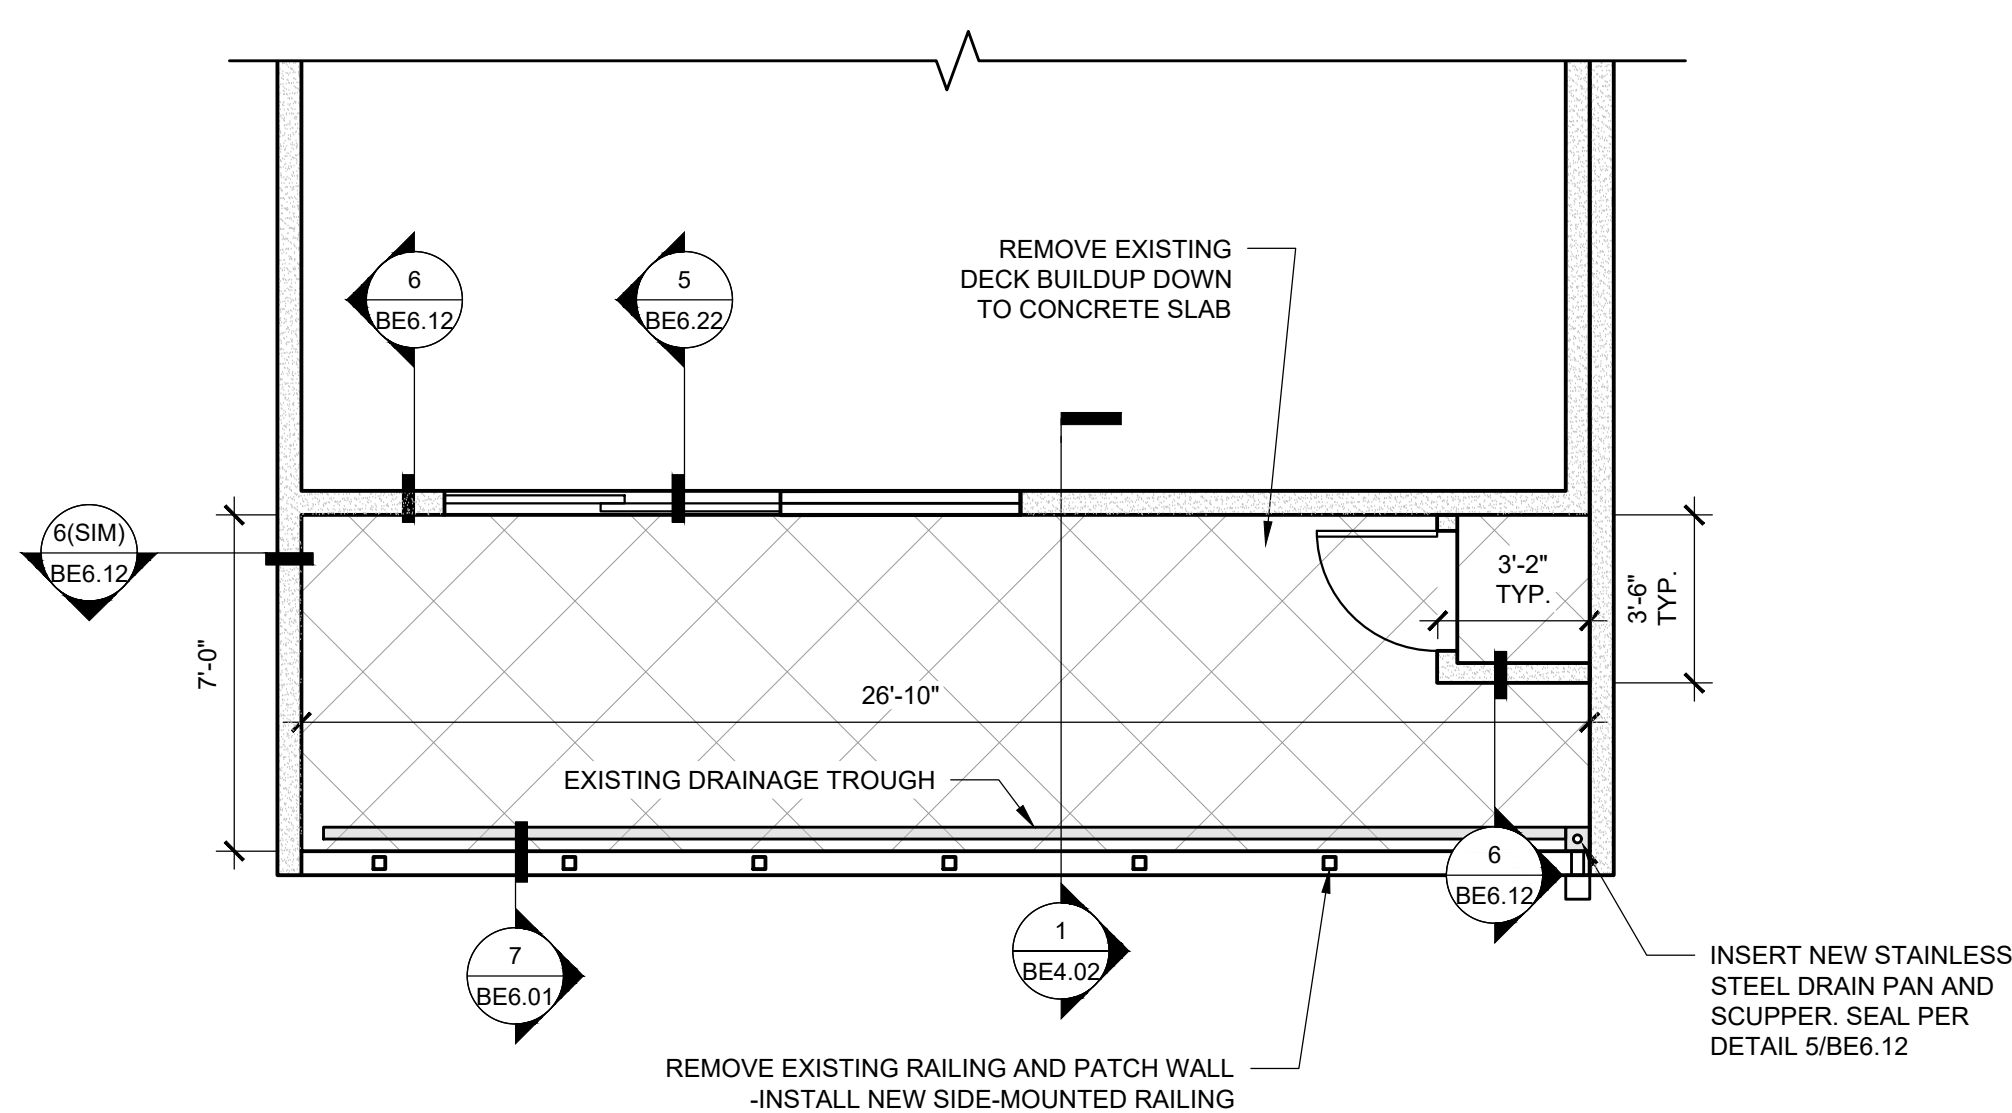 REMOVE EXISTING
DECK BUILDUP DOWN
TO CONCRETE SLAB
6
BE6.12
5
BE6.22
6(SIM)
BE6.12
3'-2"
TYP.
3'-6"
TYP.
7'-0"
26'-10"
EXISTING DRAINAGE TROUGH
6
BE6.12
7
BE6.01
1
BE4.02
INSERT NEW STAINLESS
STEEL DRAIN PAN AND
SCUPPER. SEAL PER
DETAIL 5/BE6.12
REMOVE EXISTING RAILING AND PATCH WALL
-INSTALL NEW SIDE-MOUNTED RAILING